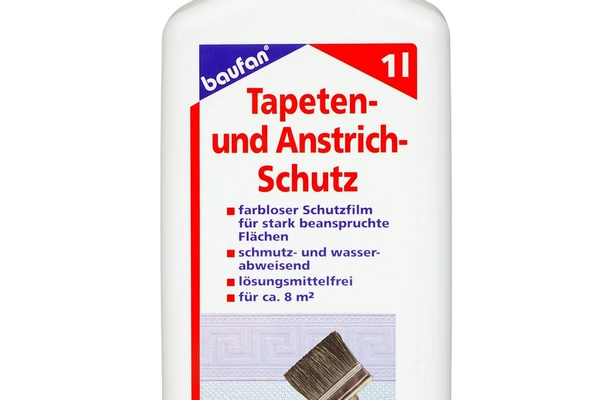 baufan®
1 l
Tapeten-
und Anstrich-
Schutz
farbloser Schutzfilm
für stark beanspruchte
Flächen
schmutz- und wasser-
abweisend
lösungsmittelfrei
für ca. 8 m²